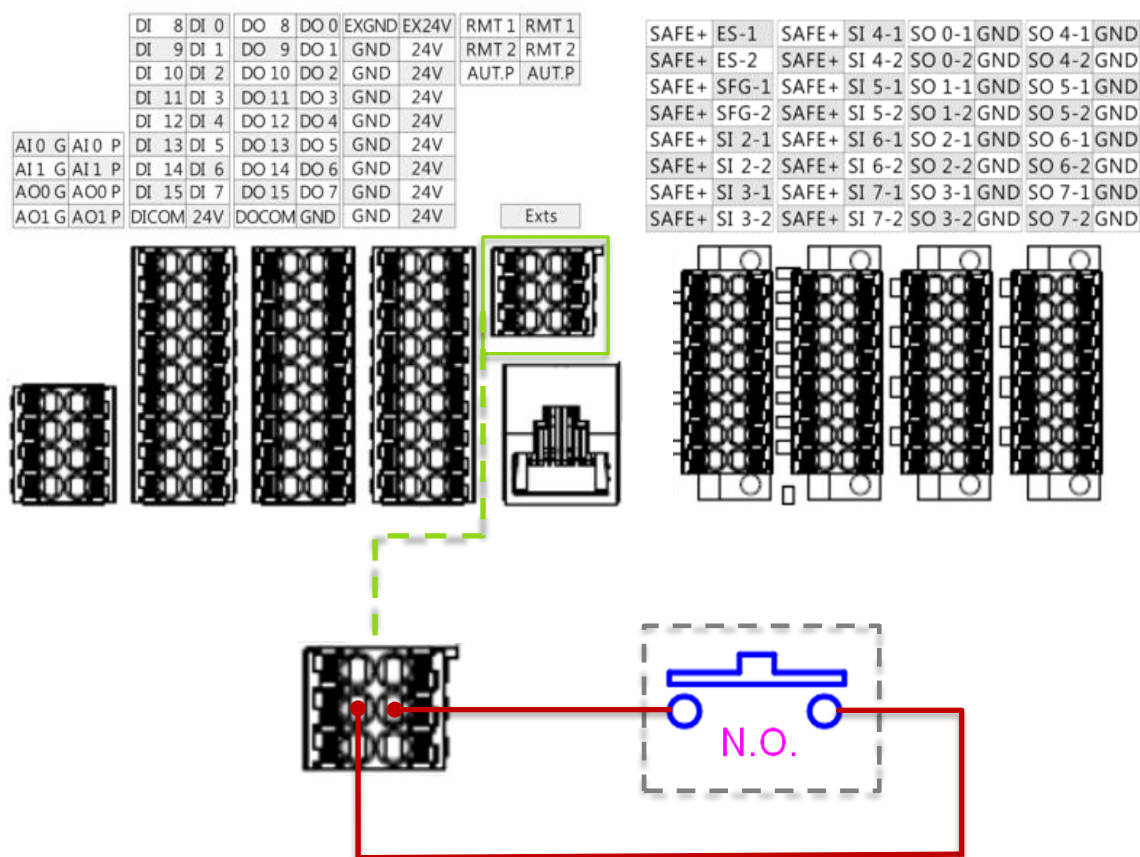 DI 8 DI 0 DO 8 DO 0 EXGND EX24V RMT 1 RMT 1
DI 9 DI 1 DO 9 DO 1 GND 24V RMT 2 RMT 2
DI 10 DI 2 DO 10 DO 2 GND 24V AUT.P AUT.P
DI 11 DI 3 DO 11 DO 3 GND 24V
DI 12 DI 4 DO 12 DO 4 GND 24V
AI0 G AI0 P DI 13 DI 5 DO 13 DO 5 GND 24V
AI1 G AI1 P DI 14 DI 6 DO 14 DO 6 GND 24V
AO0 G AO0 P DI 15 DI 7 DO 15 DO 7 GND 24V
AO1 G AO1 P DICOM 24V DOCOM GND GND 24V
Exts
SAFE+ ES-1 SAFE+ SI 4-1 SO 0-1 GND SO 4-1 GND
SAFE+ ES-2 SAFE+ SI 4-2 SO 0-2 GND SO 4-2 GND
SAFE+ SFG-1 SAFE+ SI 5-1 SO 1-1 GND SO 5-1 GND
SAFE+ SFG-2 SAFE+ SI 5-2 SO 1-2 GND SO 5-2 GND
SAFE+ SI 2-1 SAFE+ SI 6-1 SO 2-1 GND SO 6-1 GND
SAFE+ SI 2-2 SAFE+ SI 6-2 SO 2-2 GND SO 6-2 GND
SAFE+ SI 3-1 SAFE+ SI 7-1 SO 3-1 GND SO 7-1 GND
SAFE+ SI 3-2 SAFE+ SI 7-2 SO 3-2 GND SO 7-2 GND
N.O.